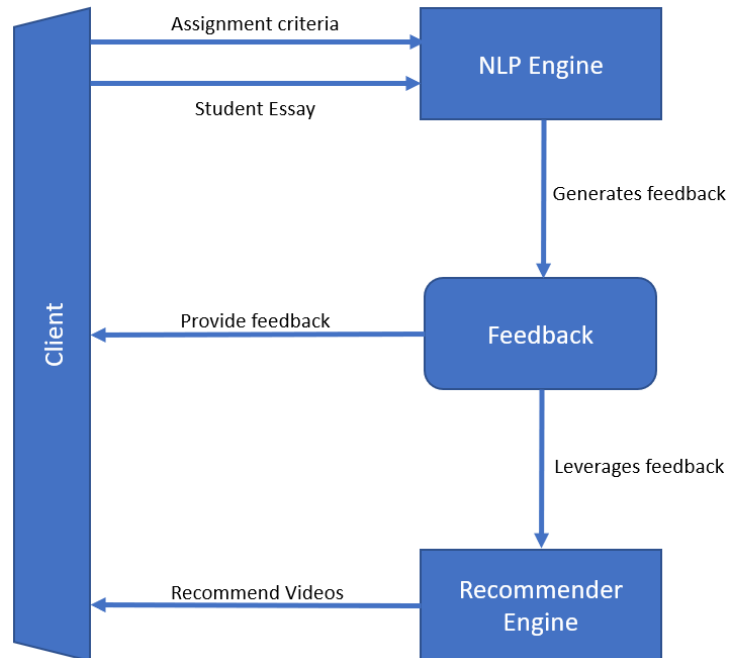 Assignment criteria
NLP Engine
Student Essay
Generates feedback
Client
Provide feedback
Feedback
Leverages feedback
Recommend Videos
Recommender
Engine